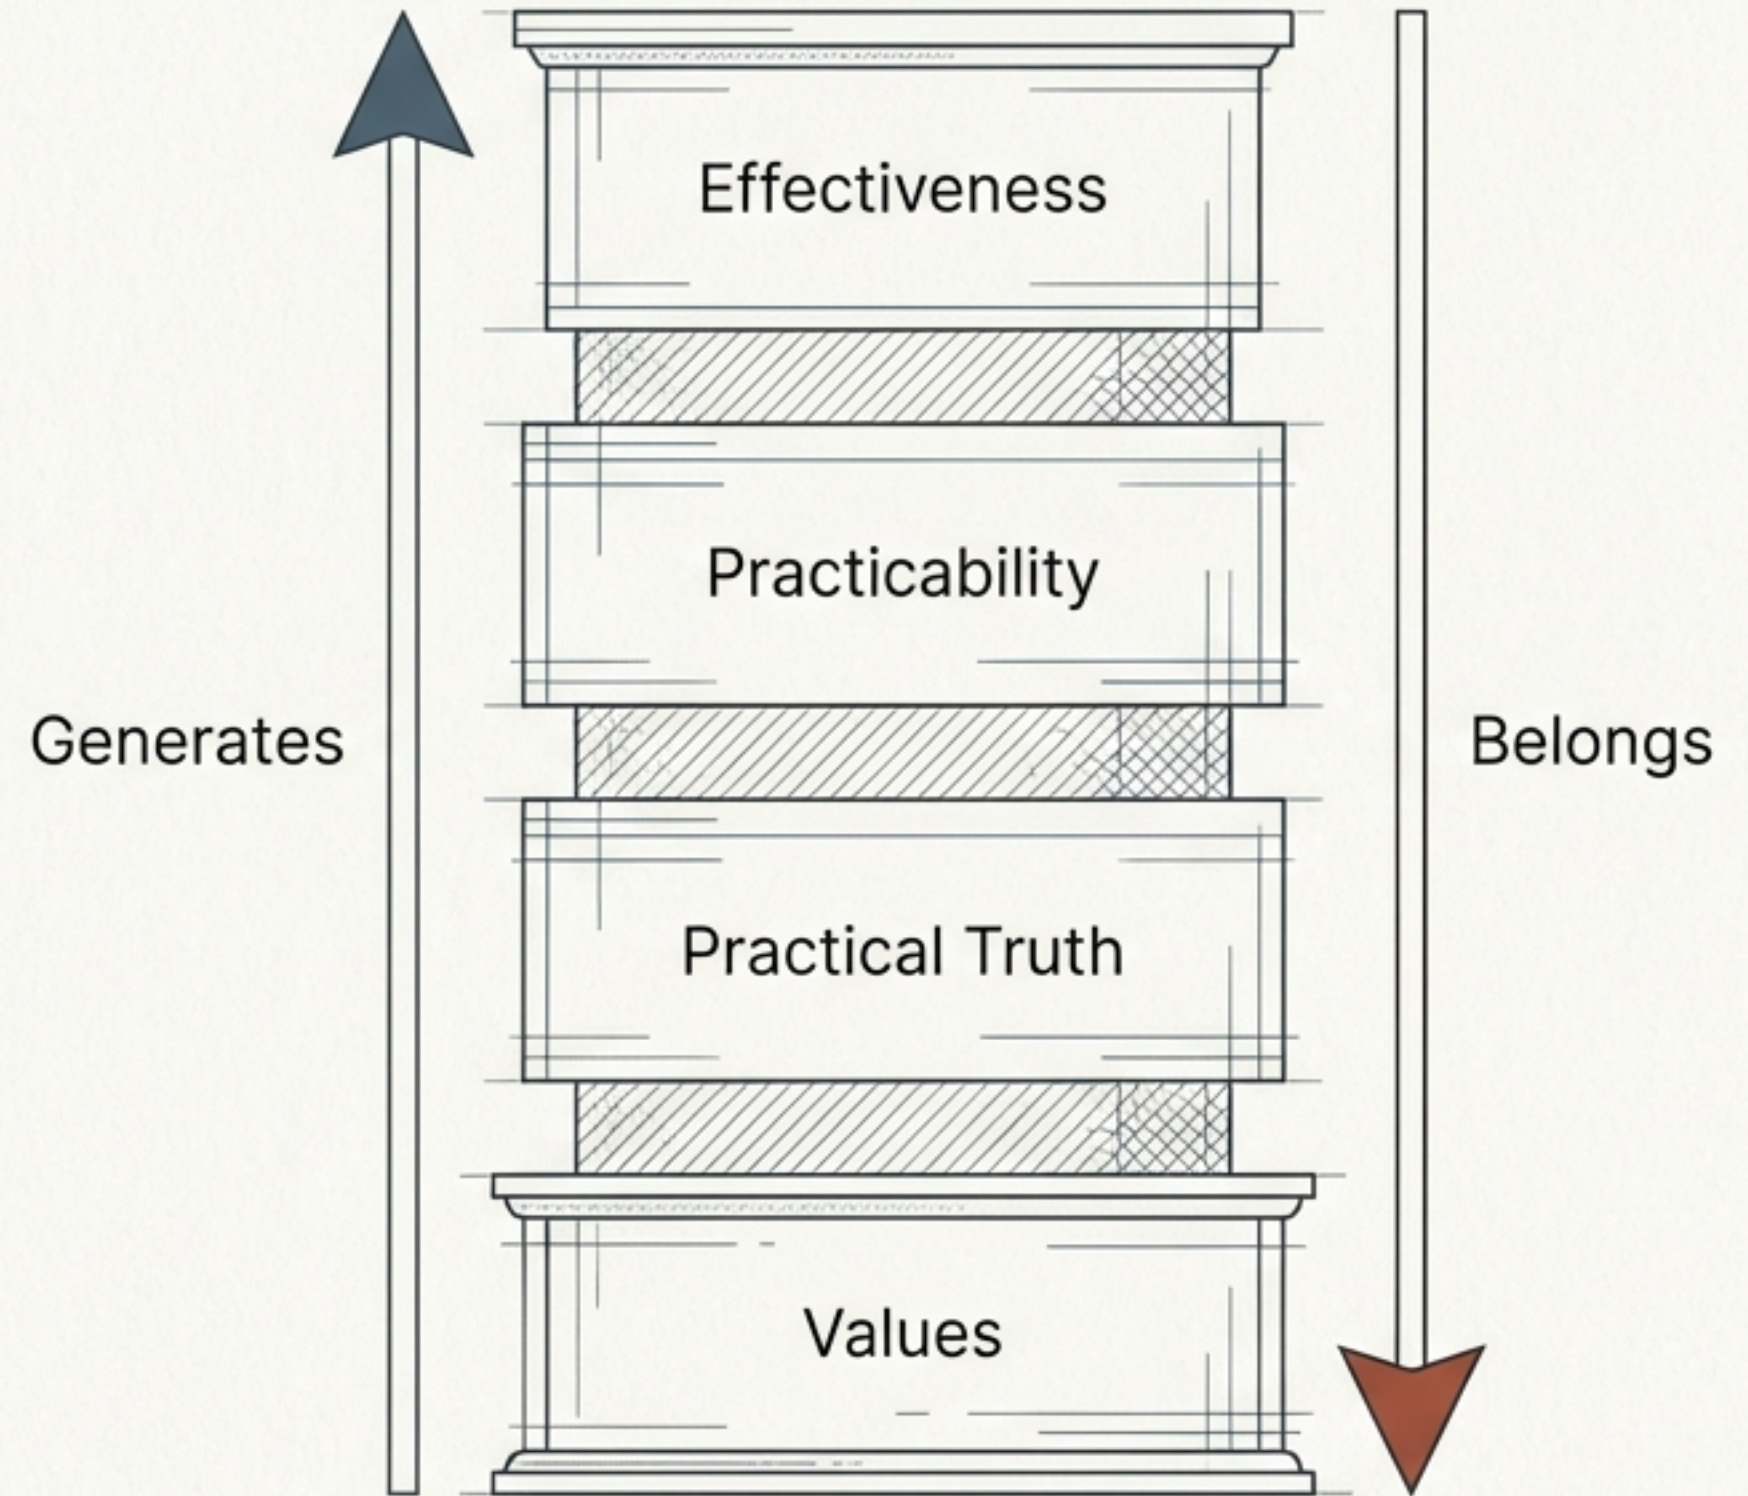 Effectiveness
Practicability
Generates
Belongs
Practical Truth
Values